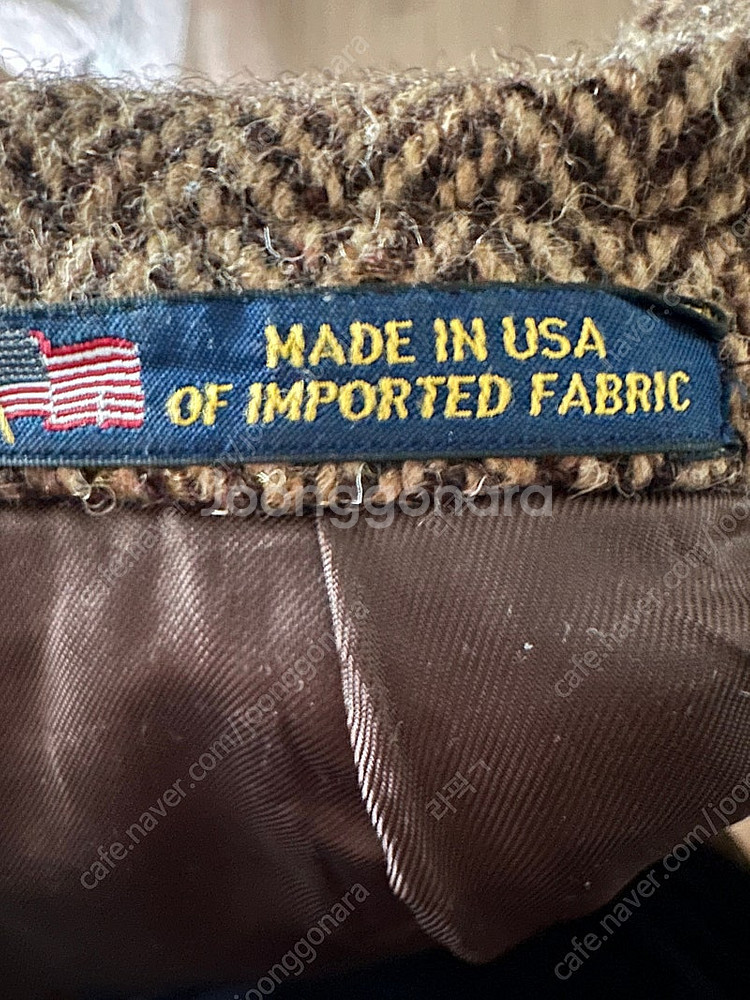 MADE IN USA
OF IMPORTED FABRIC
Joonggonara
cafe.naver.com/joonggonara